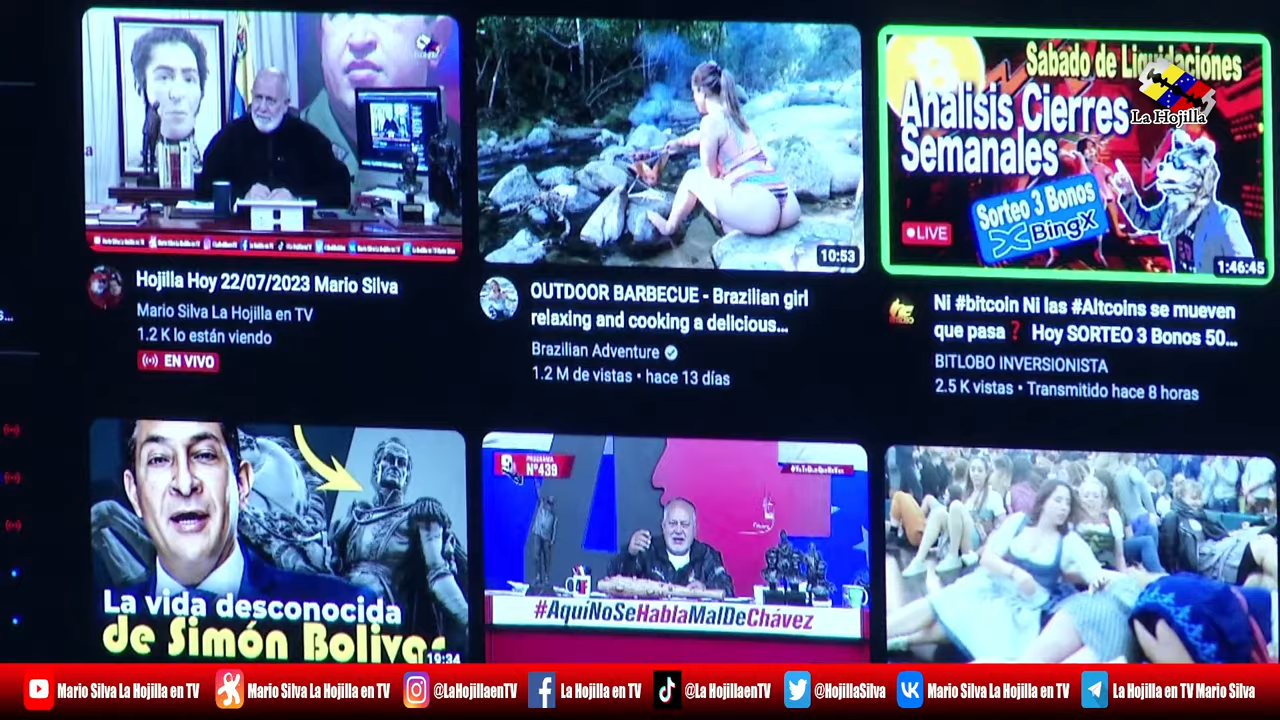 Sabado de Liquidaciones
Análisis Cierres
Semanales
La Hojilla
Sorteo 3 Bonos
BingX
LIVE
1:46:45
10:53
Hojilla Hoy 22/07/2023 Mario Silva
Mario Silva La Hojilla en TV
1.2 K lo están viendo
EN VIVO
OUTDOOR BARBECUE - Brazilian girl
relaxing and cooking a delicious...
Brazilian Adventure
1.2 M de vistas • hace 13 días
Ni #bitcoin Ni las #Altcoins se mueven
que pasa❓ Hoy SORTEO 3 Bonos 50...
BITLOBO INVERSIONISTA
2.5 K vistas • Transmitido hace 8 horas
La vida desconocida
de Simón Bolivar
19:34
PROGRAMA
N°439
#AquíNoSeHablaMalDeChávez
Mario Silva La Hojilla en TV
Mario Silva La Hojilla en TV
@LaHojillaenTV
La Hojilla en TV
@La HojillaenTV
@HojillaSilva
Mario Silva La Hojilla en TV
La Hojilla en TV Mario Silva